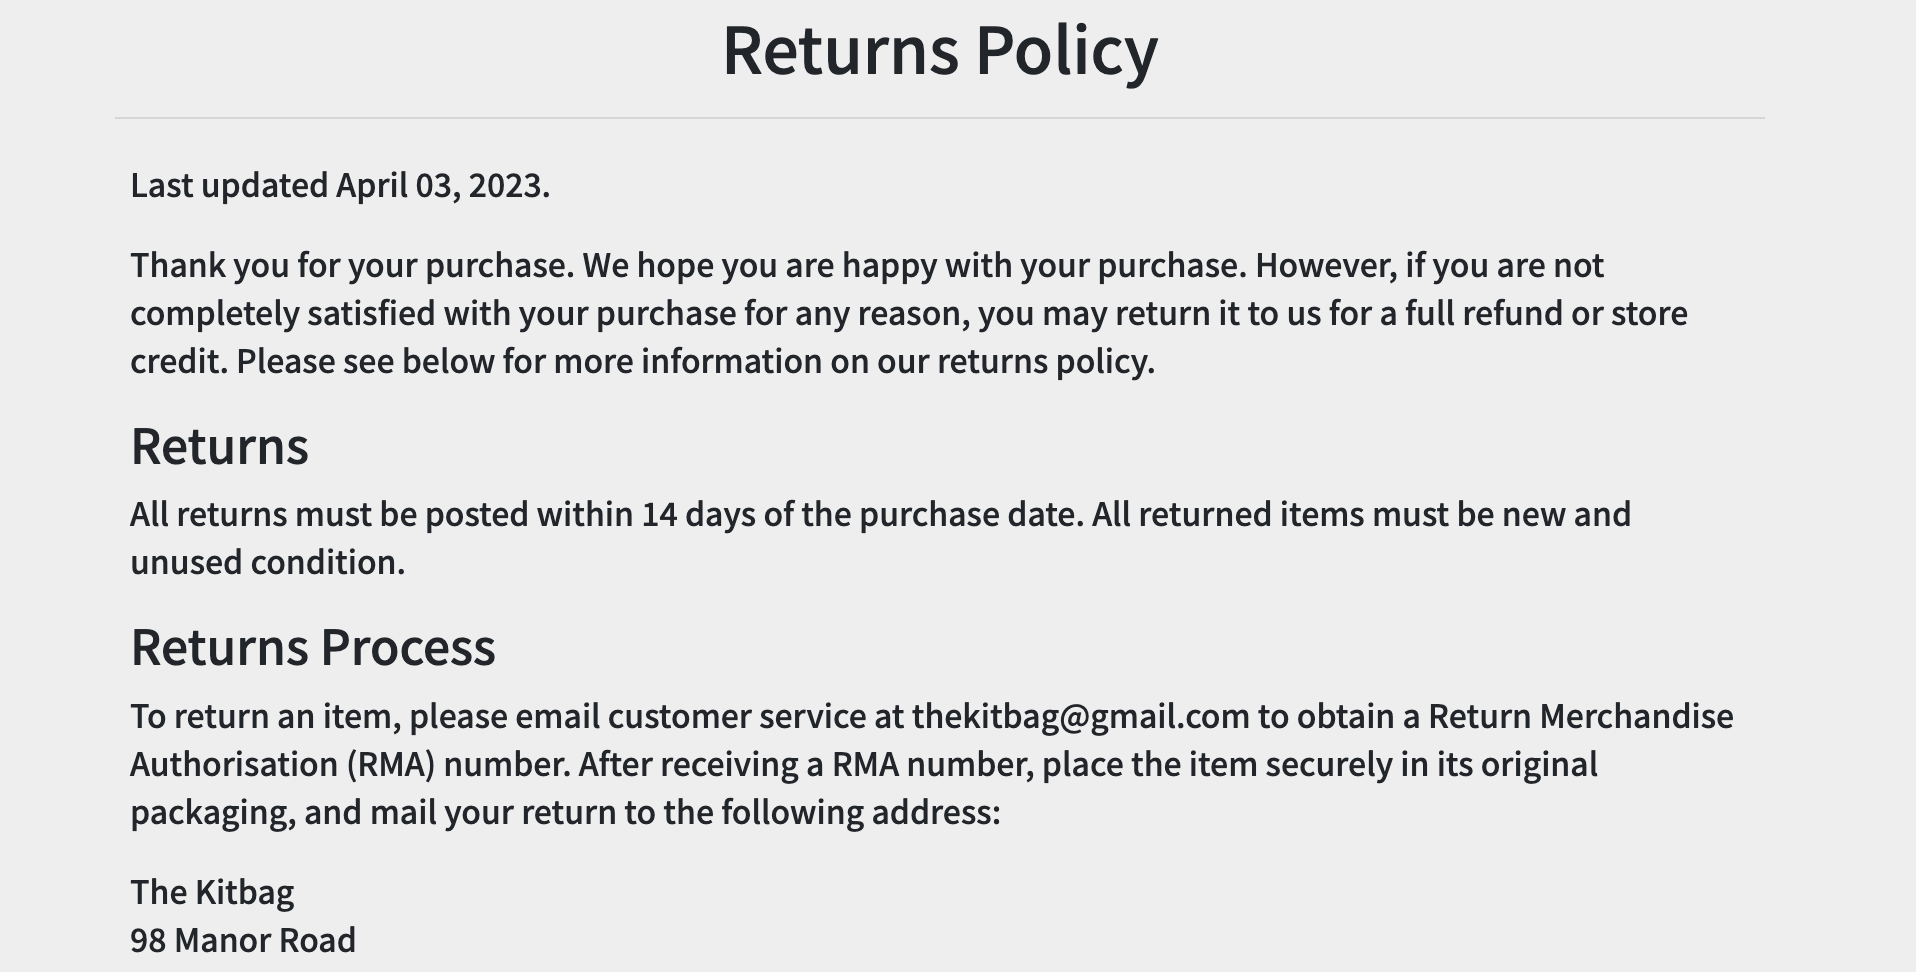 Returns Policy
Last updated April 03, 2023.
Thank you for your purchase. We hope you are happy with your purchase. However, if you are not
completely satisfied with your purchase for any reason, you may return it to us for a full refund or store
credit. Please see below for more information on our returns policy.
Returns
All returns must be posted within 14 days of the purchase date. All returned items must be new and
unused condition.
Returns Process
To return an item, please email customer service at thekitbag@gmail.com to obtain a Return Merchandise
Authorisation (RMA) number. After receiving a RMA number, place the item securely in its original
packaging, and mail your return to the following address:
The Kitbag
98 Manor Road